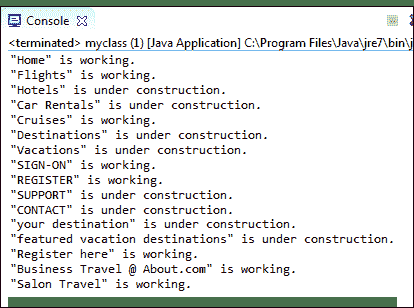 Console
<terminated> myclass (1) [Java Application] C:\Program Files\Java\jre7\bin\j
"Home" is working.
"Flights" is working.
"Hotels" is under construction.
"Car Rentals" is under construction.
"Cruises" is working.
"Destinations" is under construction.
"Vacations" is under construction.
"SIGN-ON" is working.
"REGISTER" is working.
"SUPPORT" is under construction.
"CONTACT" is under construction.
"your destination" is under construction.
"featured vacation destinations" is under construction.
"Register here" is working.
"Business Travel @ About.com" is working.
"Salon Travel" is working.